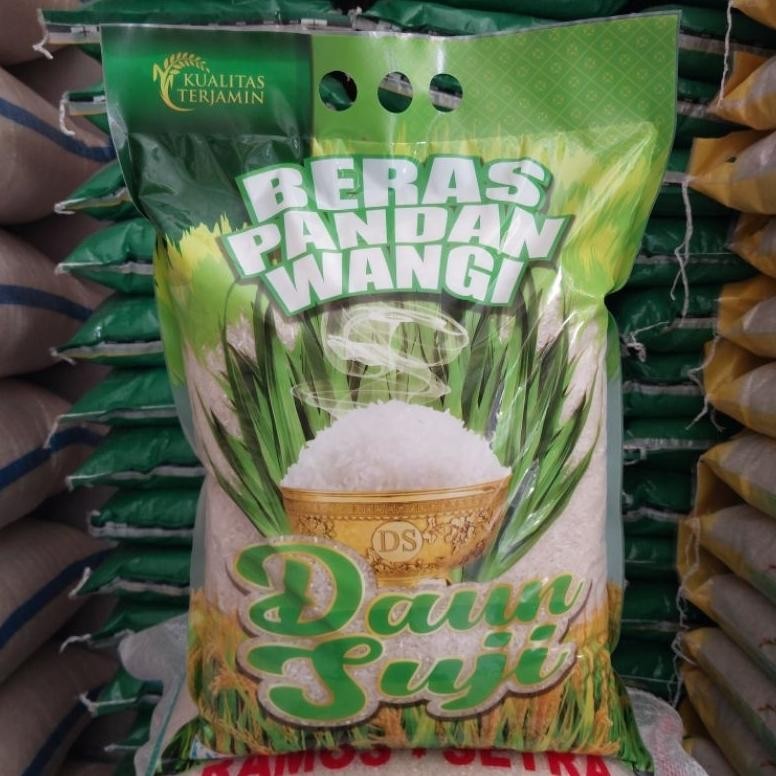 KUALITAS
TERJAMIN
BERAS
PANDAN
WANGI
DS
Daun
Suji
RAMOS + SETRA